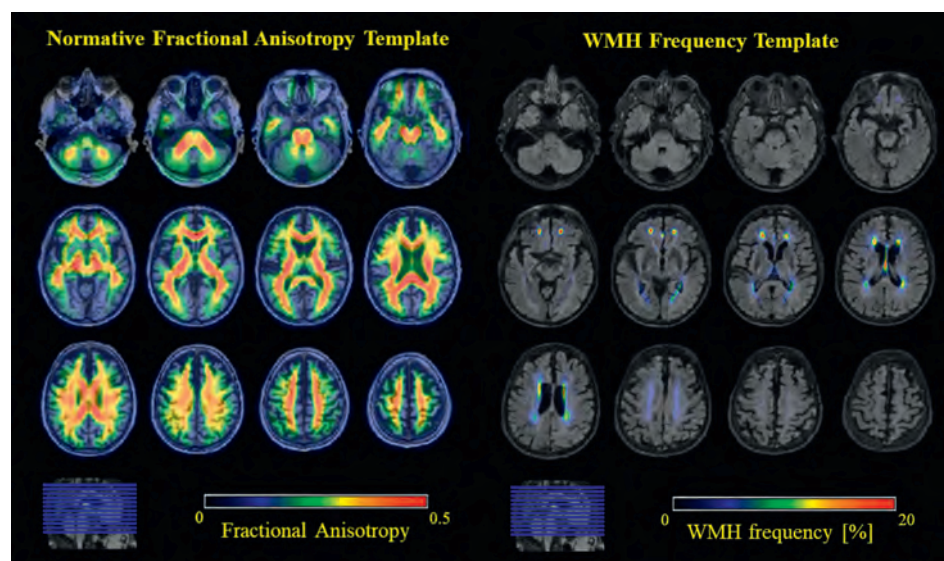 Normative Fractional Anisotropy Template
WMH Frequency Template
0
0.5
Fractional Anisotropy
0
20
WMH frequency [%]